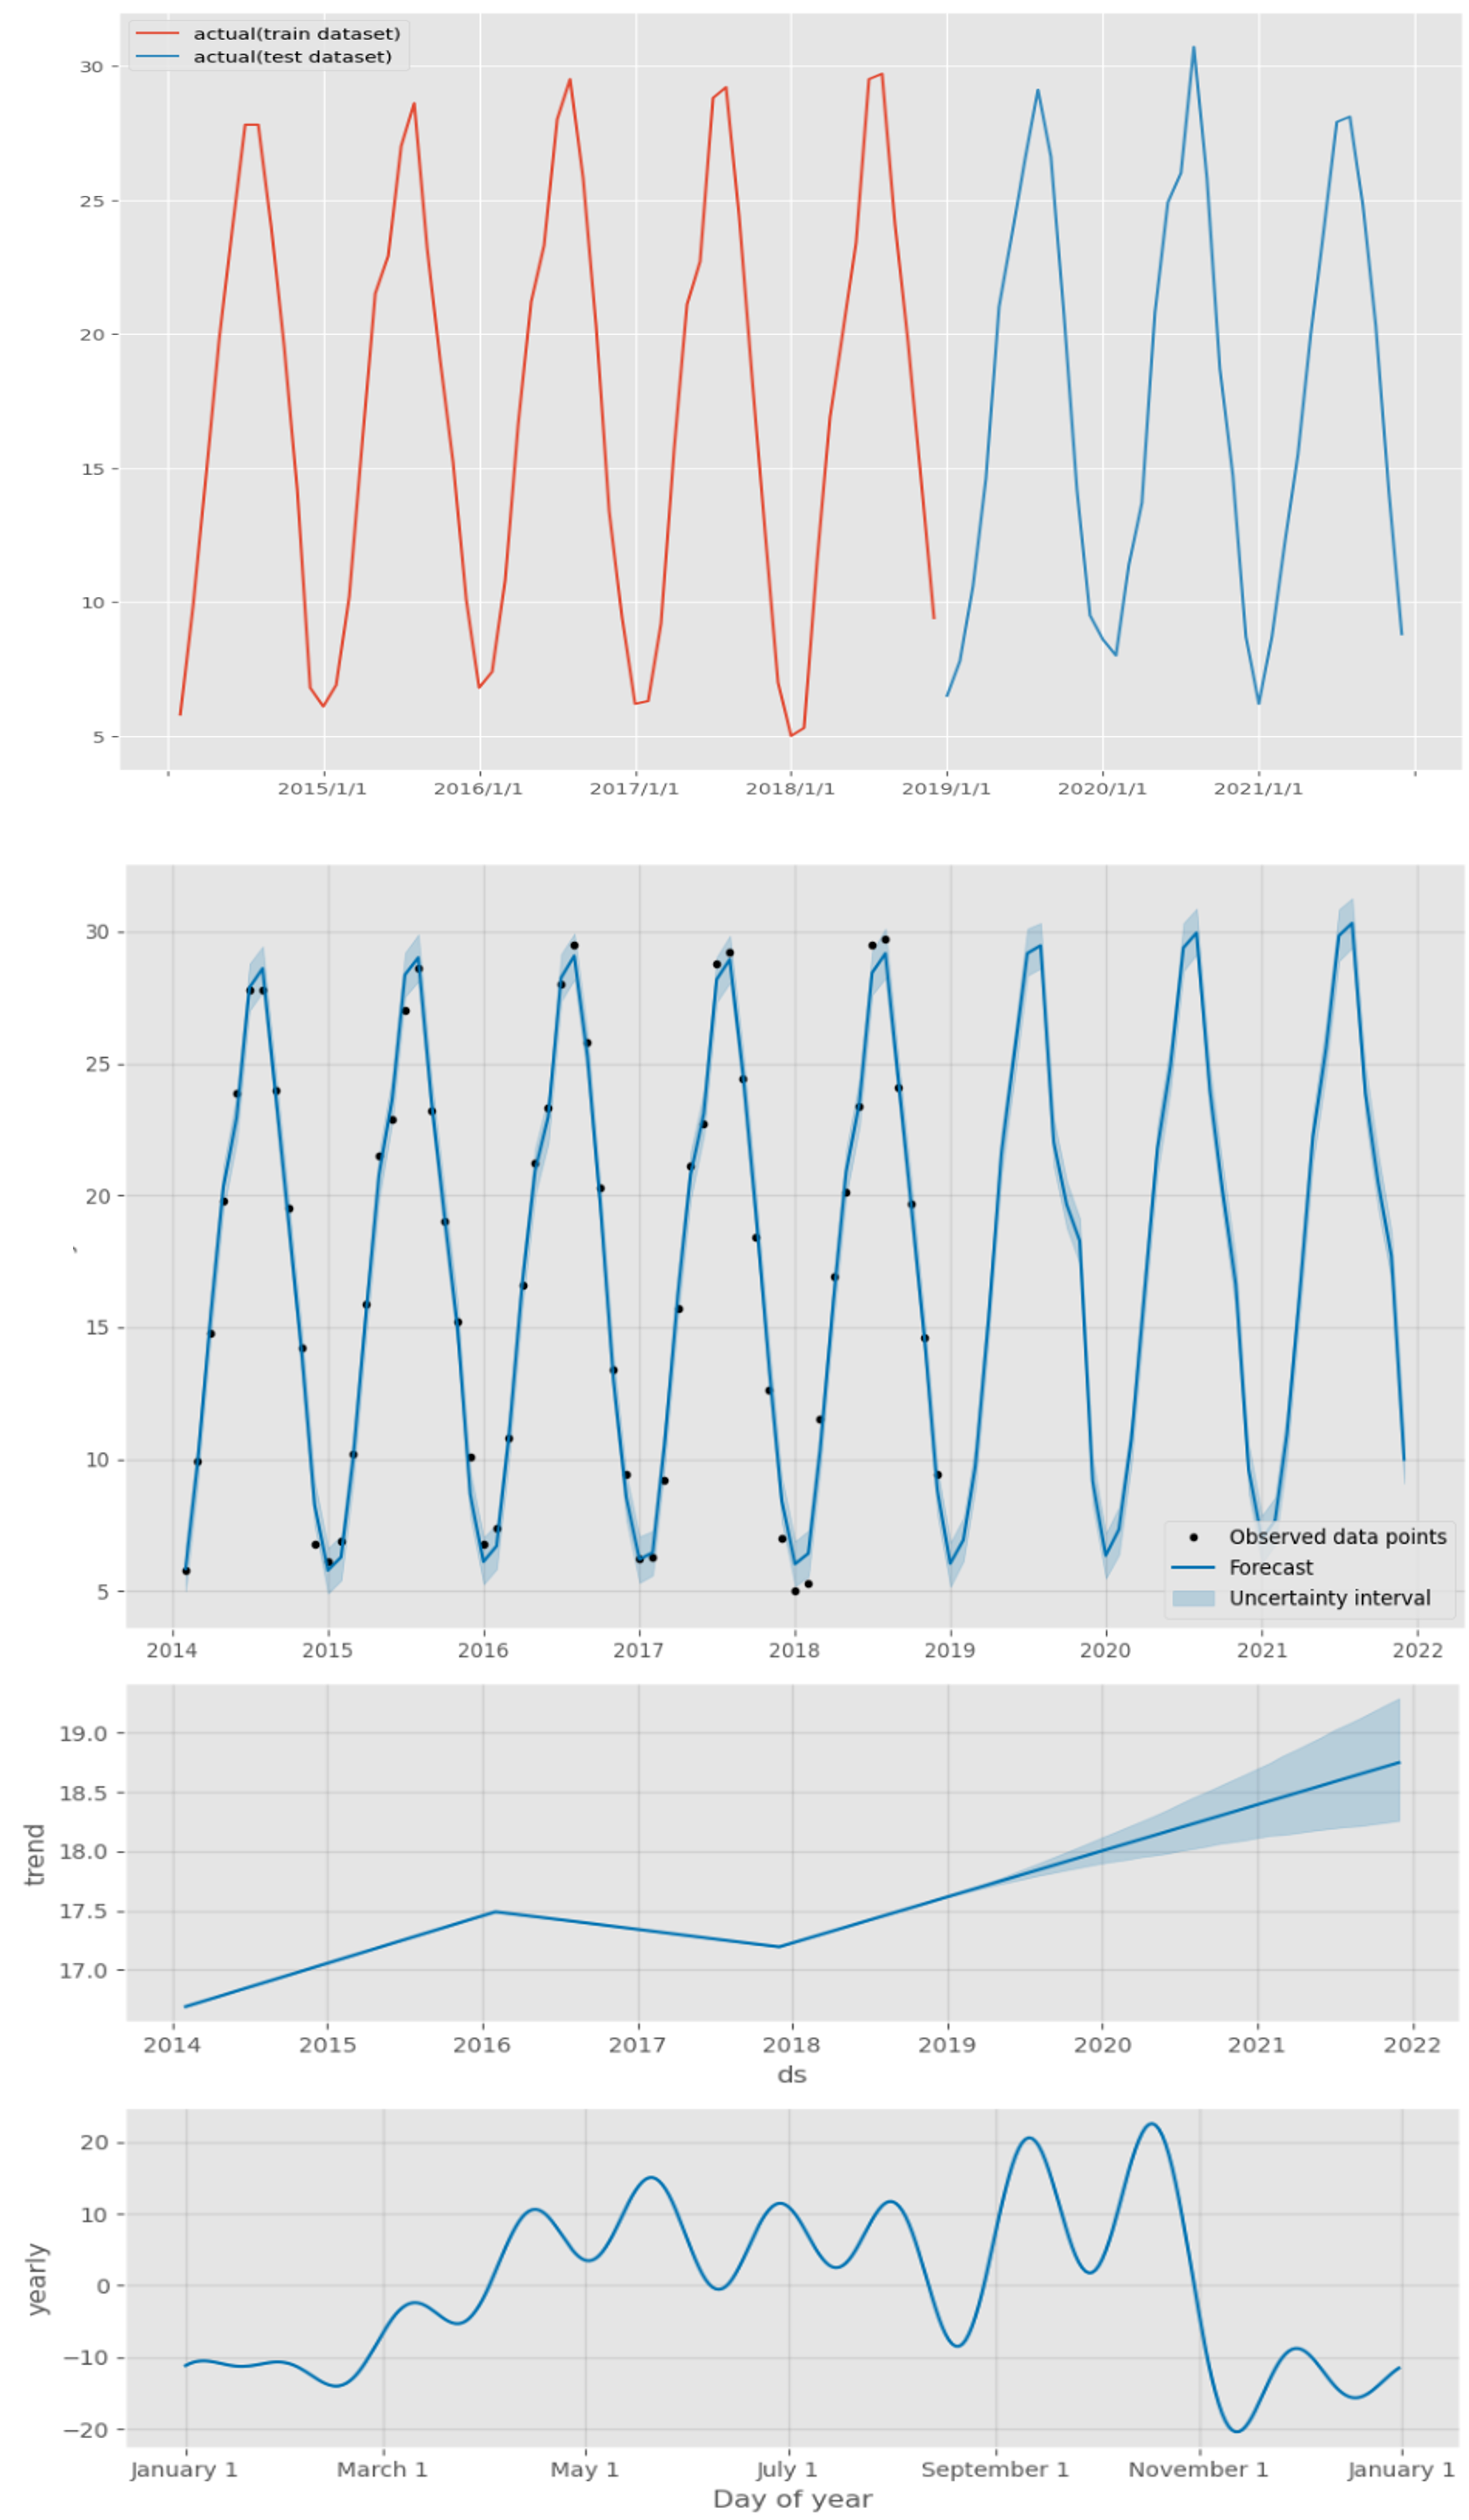 actual(train dataset)
actual(test dataset)
30
25
20
15
10
5
2015/1/1 2016/1/1 2017/1/1 2018/1/1 2019/1/1 2020/1/1 2021/1/1
30
25
20
15
10
5
Observed data points
Forecast
Uncertainty interval
2014 2015 2016 2017 2018 2019 2020 2021 2022
19.0
18.5
18.0
17.5
17.0
trend
2014 2015 2016 2017 2018 2019 2020 2021 2022
ds
20
10
0
−10
−20
yearly
January 1 March 1 May 1 July 1 September 1 November 1 January 1
Day of year